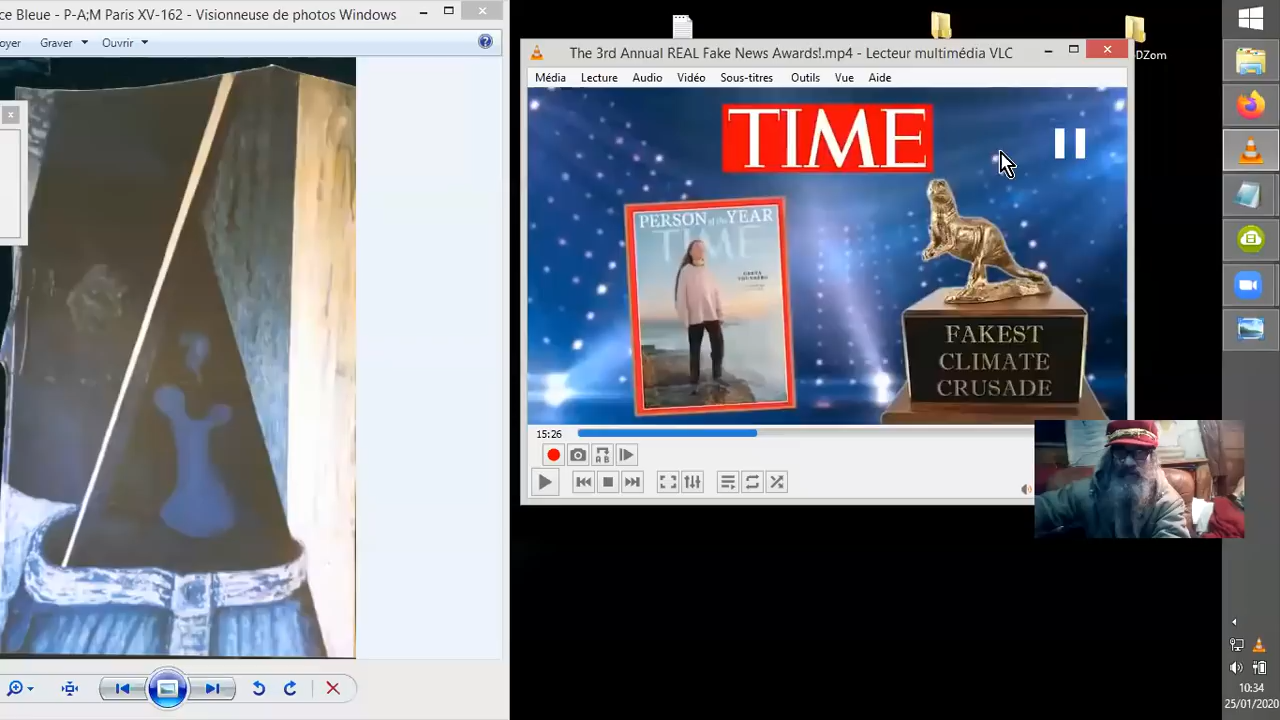 ce Bleue - P-A;M Paris XV-162 - Visionneuse de photos Windows
oyer Graver Ouvrir
DZom
The 3rd Annual REAL Fake News Awards!.mp4 - Lecteur multimédia VLC
Média Lecture Audio Vidéo Sous-titres Outils Vue Aide
TIME
PERSON of the YEAR
TIME
FAKEST
CLIMATE
CRUSADE
15:26
10:34
25/01/2020